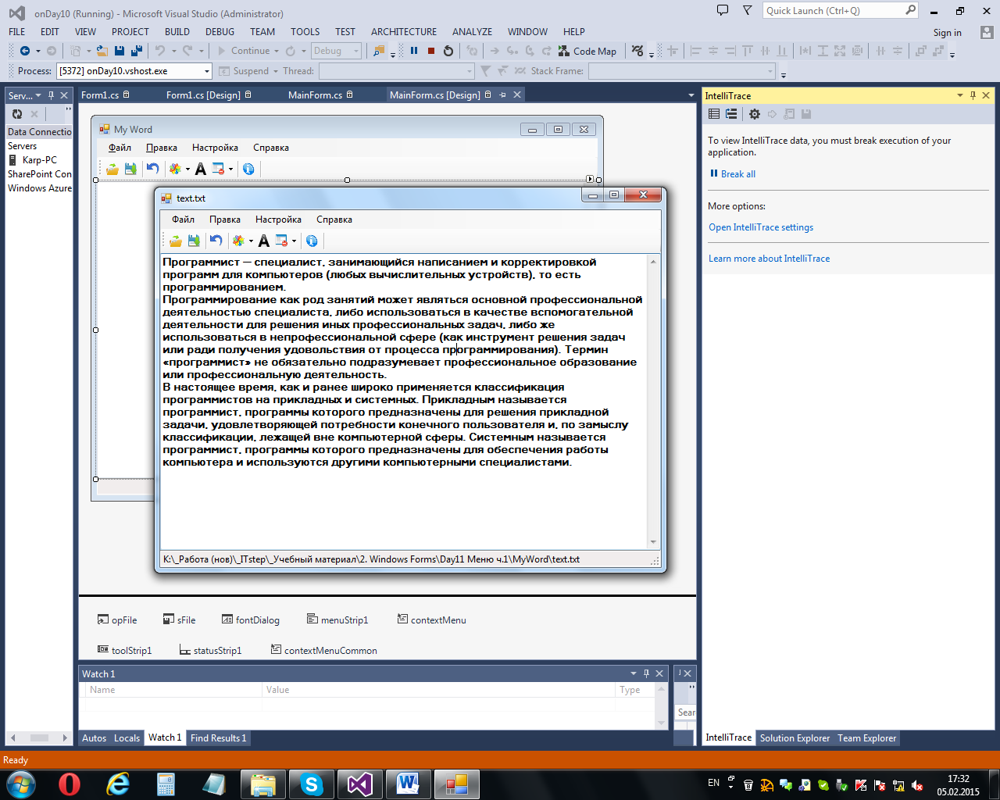 onDay10 (Running) - Microsoft Visual Studio (Administrator)
Quick Launch (Ctrl+Q)
FILE EDIT VIEW PROJECT BUILD DEBUG TEAM TOOLS TEST ARCHITECTURE ANALYZE WINDOW HELP
Sign in
Continue Debug Code Map
Process: [5372] onDay10.vshost.exe Suspend Thread: Stack Frame:
Serv...
Data Connectio
Servers
Karp-PC
SharePoint Con
Windows Azure
Form1.cs Form1.cs [Design] MainForm.cs MainForm.cs [Design]
My Word
Файл Правка Настройка Справка
text.txt
Файл Правка Настройка Справка
Программист — специалист, занимающийся написанием и корректировкой
программ для компьютеров (любых вычислительных устройств), то есть
программированием.
Программирование как род занятий может являться основной профессиональной
деятельностью специалиста, либо использоваться в качестве вспомогательной
деятельности для решения иных профессиональных задач, либо же
использоваться в непрофессиональной сфере (как инструмент решения задач
или ради получения удовольствия от процесса программирования). Термин
«программист» не обязательно подразумевает профессиональное образование
или профессиональную деятельность.
В настоящее время, как и ранее широко применяется классификация
программистов на прикладных и системных. Прикладным называется
программист, программы которого предназначены для решения прикладной
задачи, удовлетворяющей потребности конечного пользователя и, по замыслу
классификации, лежащей вне компьютерной сферы. Системным называется
программист, программы которого предназначены для обеспечения работы
компьютера и используются другими компьютерными специалистами.
K:\_Работа (нов)\_ITstep\_Учебный материал\2. Windows Forms\Day11 Меню ч.1\MyWord\text.txt
opFile sFile fontDialog menuStrip1 contextMenu
toolStrip1 statusStrip1 contextMenuCommon
Watch 1
Name Value Type
Sear
Autos Locals Watch 1 Find Results 1
IntelliTrace
To view IntelliTrace data, you must break execution of your
application.
Break all
More options:
Open IntelliTrace settings
Learn more about IntelliTrace
IntelliTrace Solution Explorer Team Explorer
Ready
EN
17:32
05.02.2015